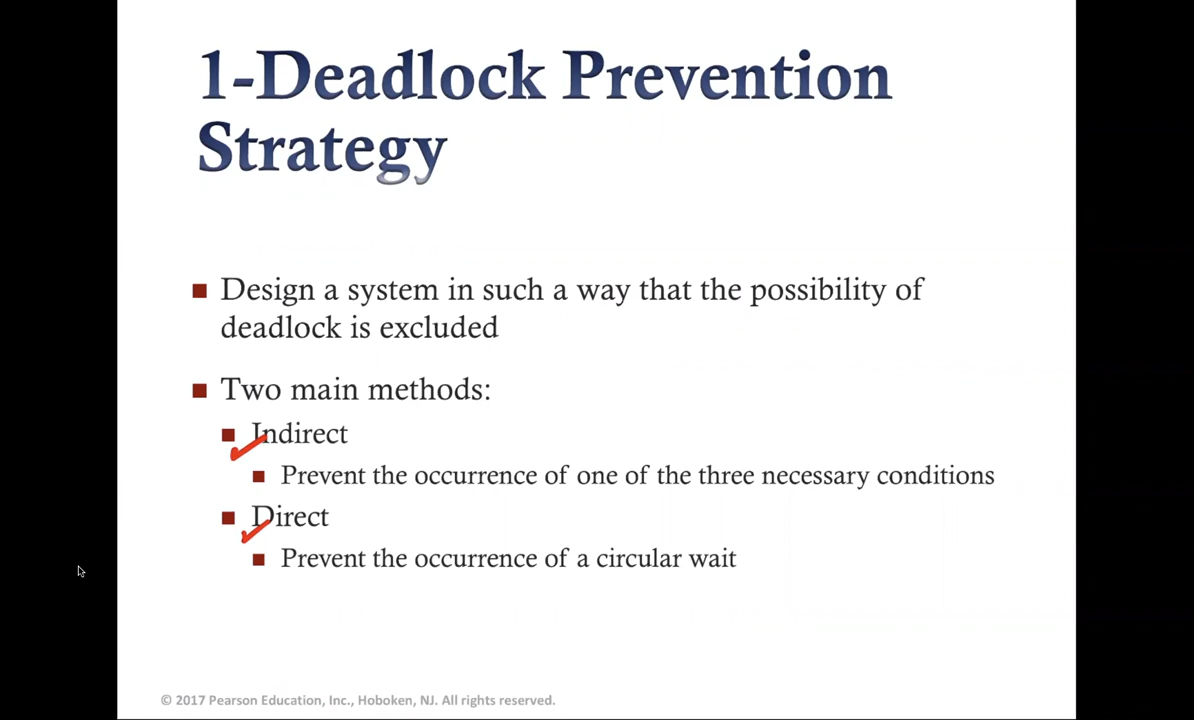 1-Deadlock Prevention
Strategy
Design a system in such a way that the possibility of
deadlock is excluded
Two main methods:
Indirect
Prevent the occurrence of one of the three necessary conditions
Direct
Prevent the occurrence of a circular wait
© 2017 Pearson Education, Inc., Hoboken, NJ. All rights reserved.